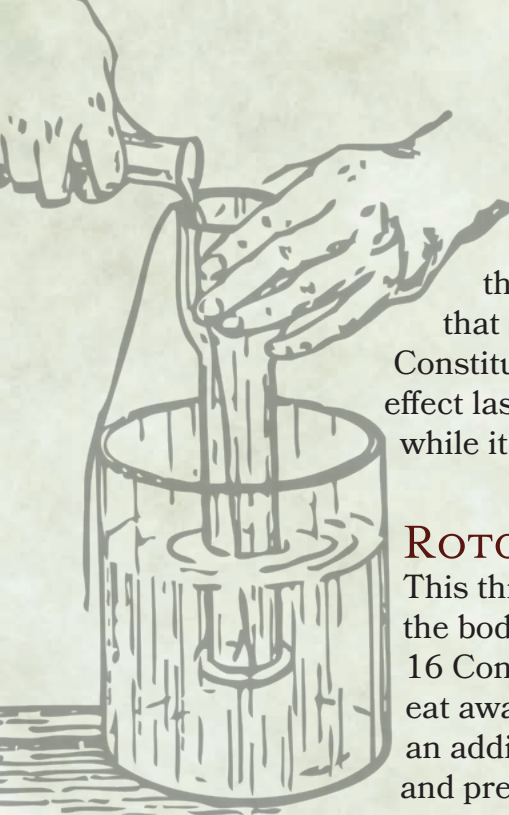 th
that
Constitu
effect las
while it
ROTO
This thi
the bod
16 Con
eat awa
an addi
and pre